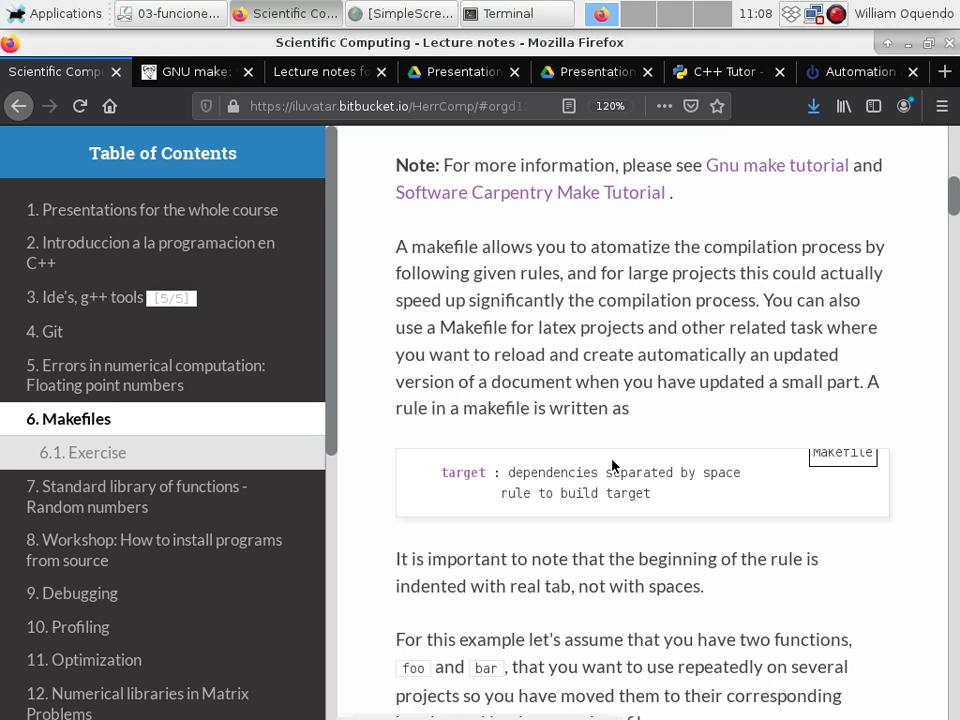 Applications
03-funcione...
Scientific Co...
[SimpleScre...
Terminal
11:08
William Oquendo
Scientific Computing - Lecture notes - Mozilla Firefox
Scientific Comp
GNU make:
Lecture notes fo
Presentation
Presentation
C++ Tutor -
Automation
https://iluvatar.bitbucket.io/HerrComp/#orgd1
120%
Table of Contents
1. Presentations for the whole course
2. Introduccion a la programacion en
C++
3. Ide's, g++ tools [5/5]
4. Git
5. Errors in numerical computation:
Floating point numbers
6. Makefiles
6.1. Exercise
7. Standard library of functions -
Random numbers
8. Workshop: How to install programs
from source
9. Debugging
10. Profiling
11. Optimization
12. Numerical libraries in Matrix
Problems
Note: For more information, please see Gnu make tutorial and
Software Carpentry Make Tutorial .
A makefile allows you to atomatize the compilation process by
following given rules, and for large projects this could actually
speed up significantly the compilation process. You can also
use a Makefile for latex projects and other related task where
you want to reload and create automatically an updated
version of a document when you have updated a small part. A
rule in a makefile is written as
Makefile
target : dependencies separated by space
rule to build target
It is important to note that the beginning of the rule is
indented with real tab, not with spaces.
For this example let's assume that you have two functions,
foo and bar, that you want to use repeatedly on several
projects so you have moved them to their corresponding